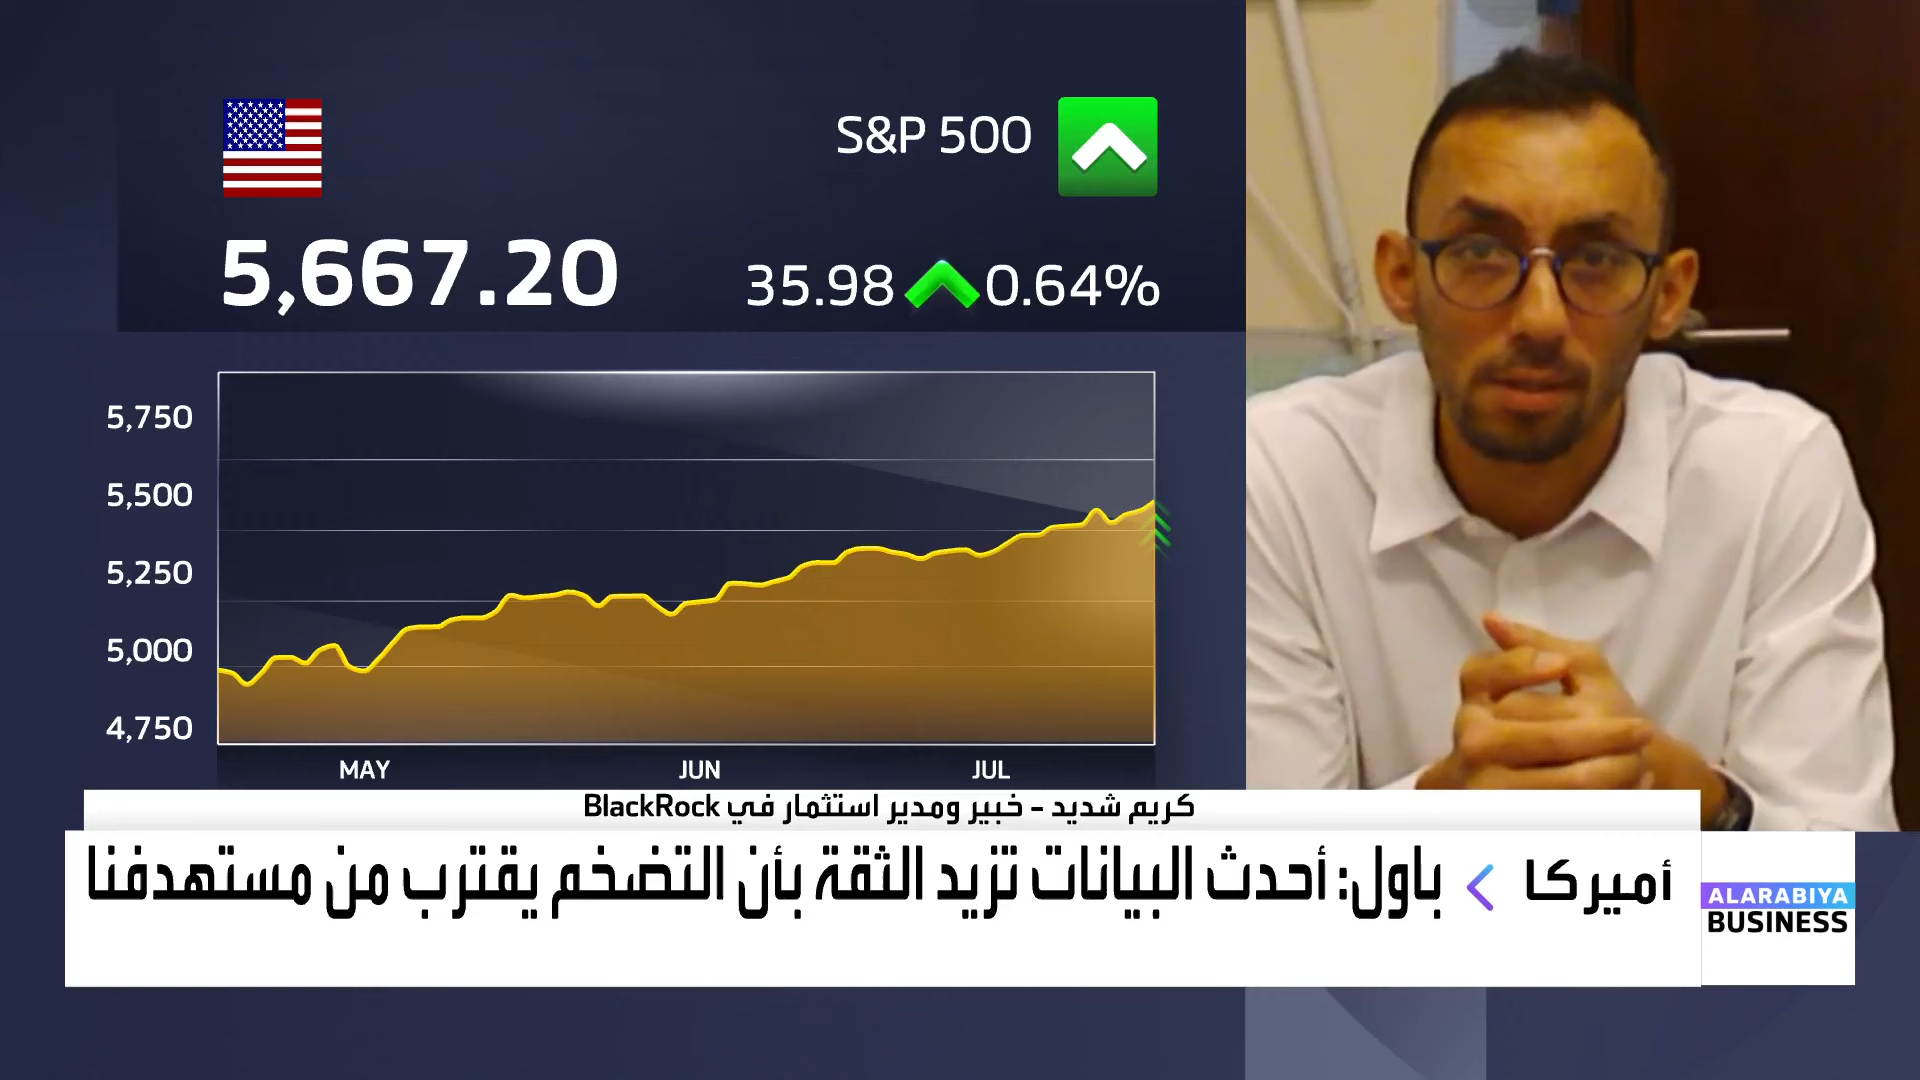 S&P 500
5,667.20
35.98 0.64%
5,750
5,500
5,250
5,000
4,750
MAY JUN JUL
كريم شديد - خبير ومدير استثمار في BlackRock
أميركا
باول: أحدث البيانات تزيد الثقة بأن التضخم يقترب من مستهدفنا
ALARABIYA
BUSINESS